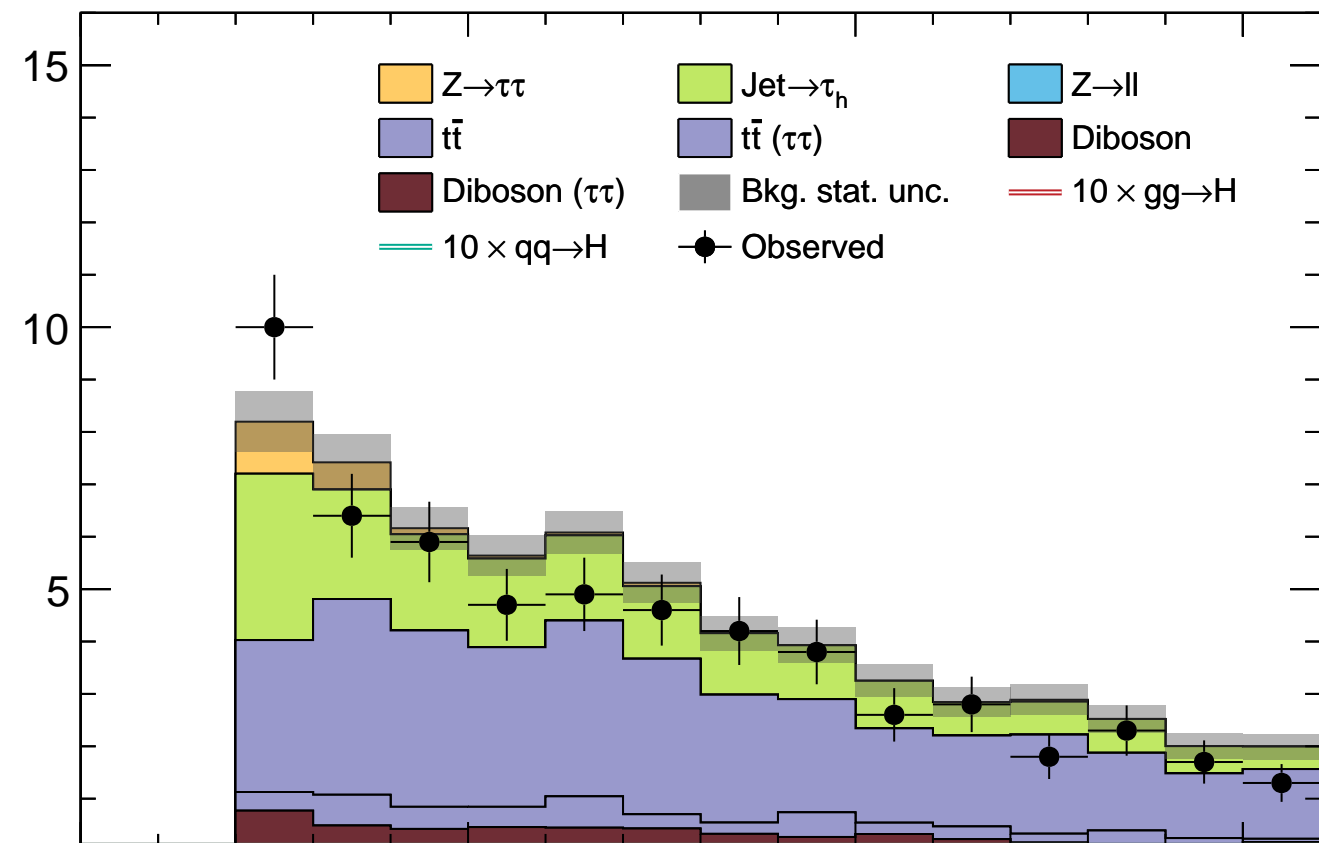 15
Z→ττ Jet→τh Z→ll
tt̄ tt̄ (ττ) Diboson
Diboson (ττ) Bkg. stat. unc. 10 × gg→H
10 × qq→H Observed
10
5